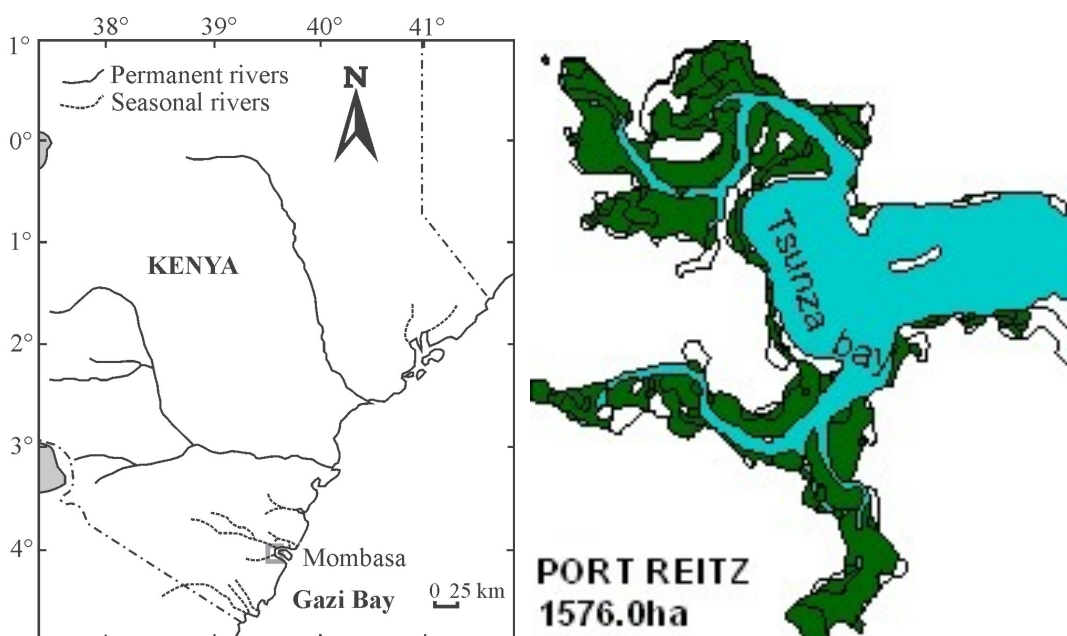 38° 39° 40° 41°
1°
Permanent rivers
Seasonal rivers
N
0°
1°
KENYA
2°
3°
4°
Mombasa
Gazi Bay
0 25 km
Tsunza
bay
PORT REITZ
1576.0ha